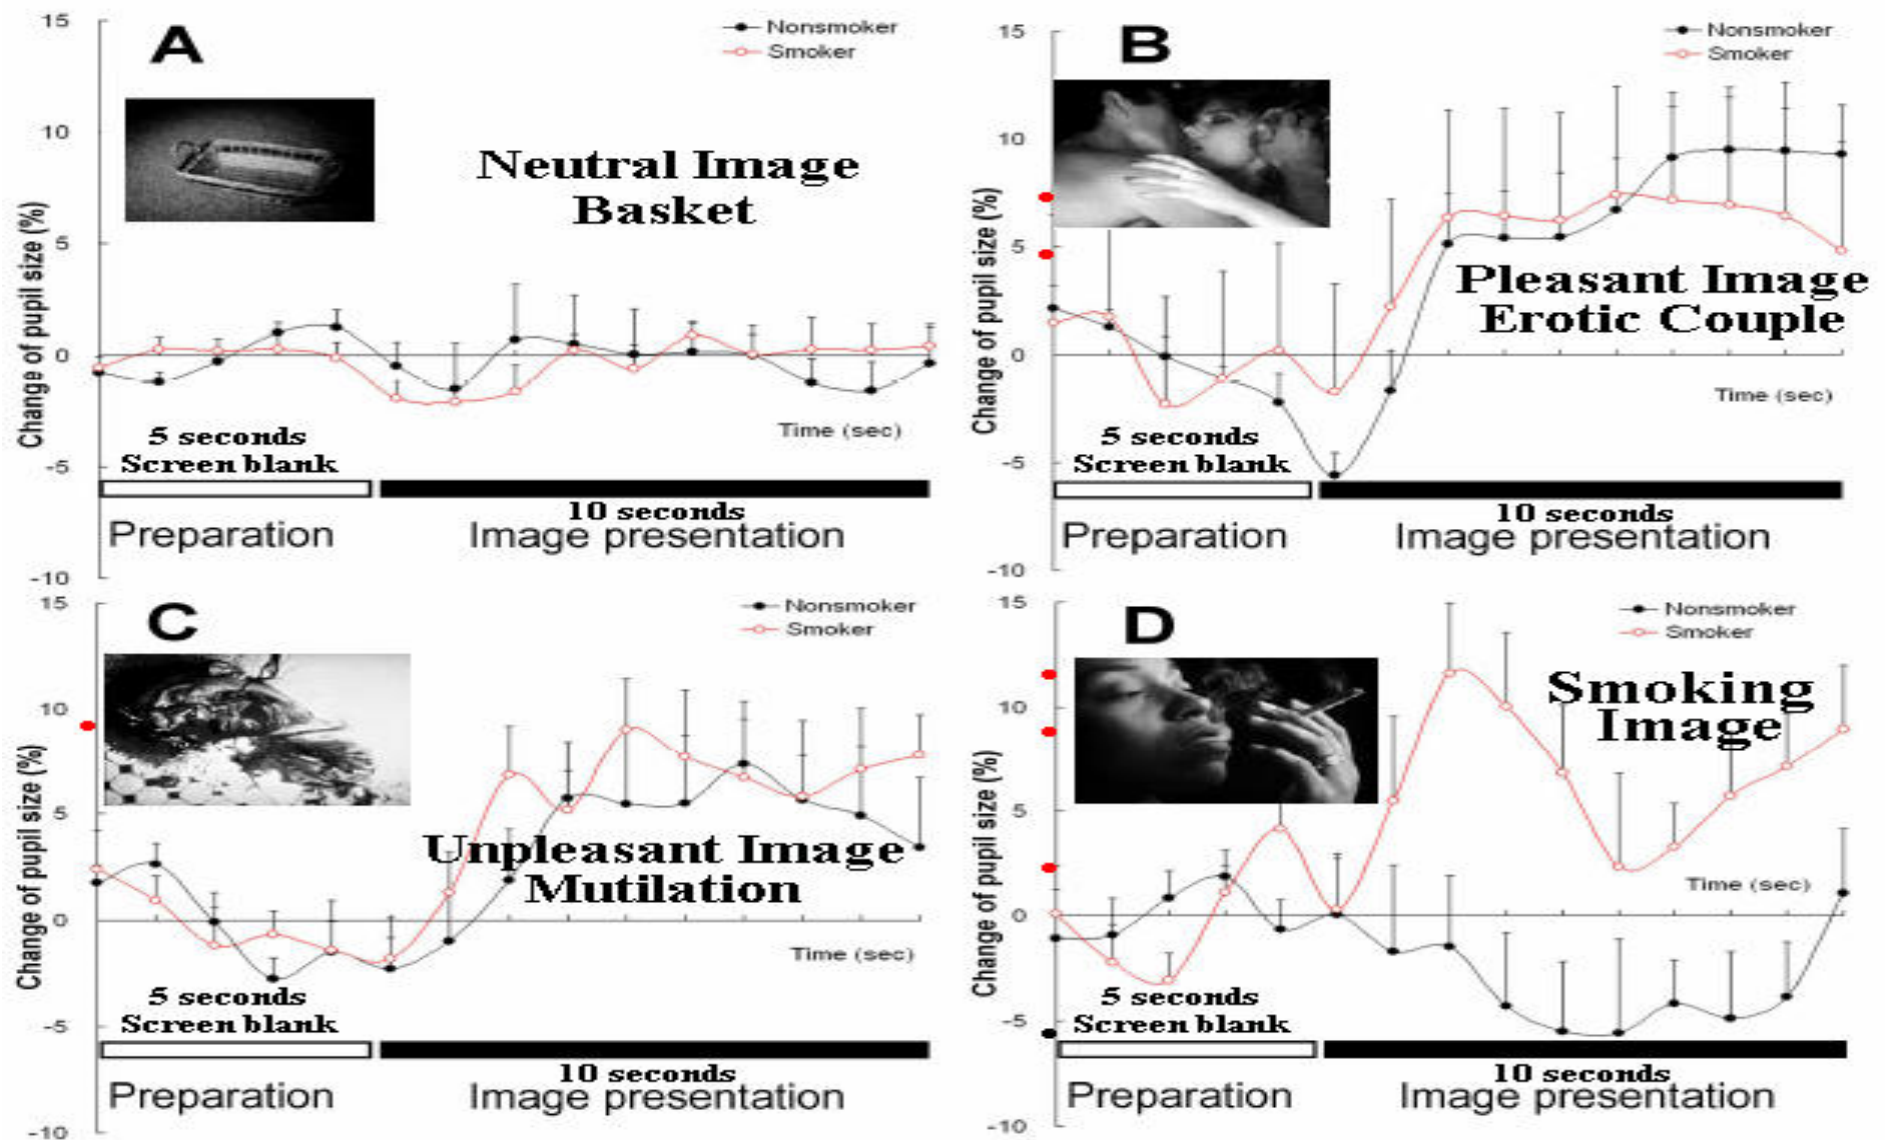 A
Nonsmoker
Smoker
15
10
5
0
-5
-10
Change of pupil size (%)
Neutral Image
Basket
Time (sec)
5 seconds
Screen blank
10 seconds
Preparation
Image presentation
B
Nonsmoker
Smoker
15
10
5
0
-5
-10
Change of pupil size (%)
Pleasant Image
Erotic Couple
Time (sec)
5 seconds
Screen blank
10 seconds
Preparation
Image presentation
C
Nonsmoker
Smoker
15
10
5
0
-5
-10
Change of pupil size (%)
Unpleasant Image
Mutilation
Time (sec)
5 seconds
Screen blank
10 seconds
Preparation
Image presentation
D
Nonsmoker
Smoker
15
10
5
0
-5
-10
Change of pupil size (%)
Smoking
Image
Time (sec)
5 seconds
Screen blank
10 seconds
Preparation
Image presentation